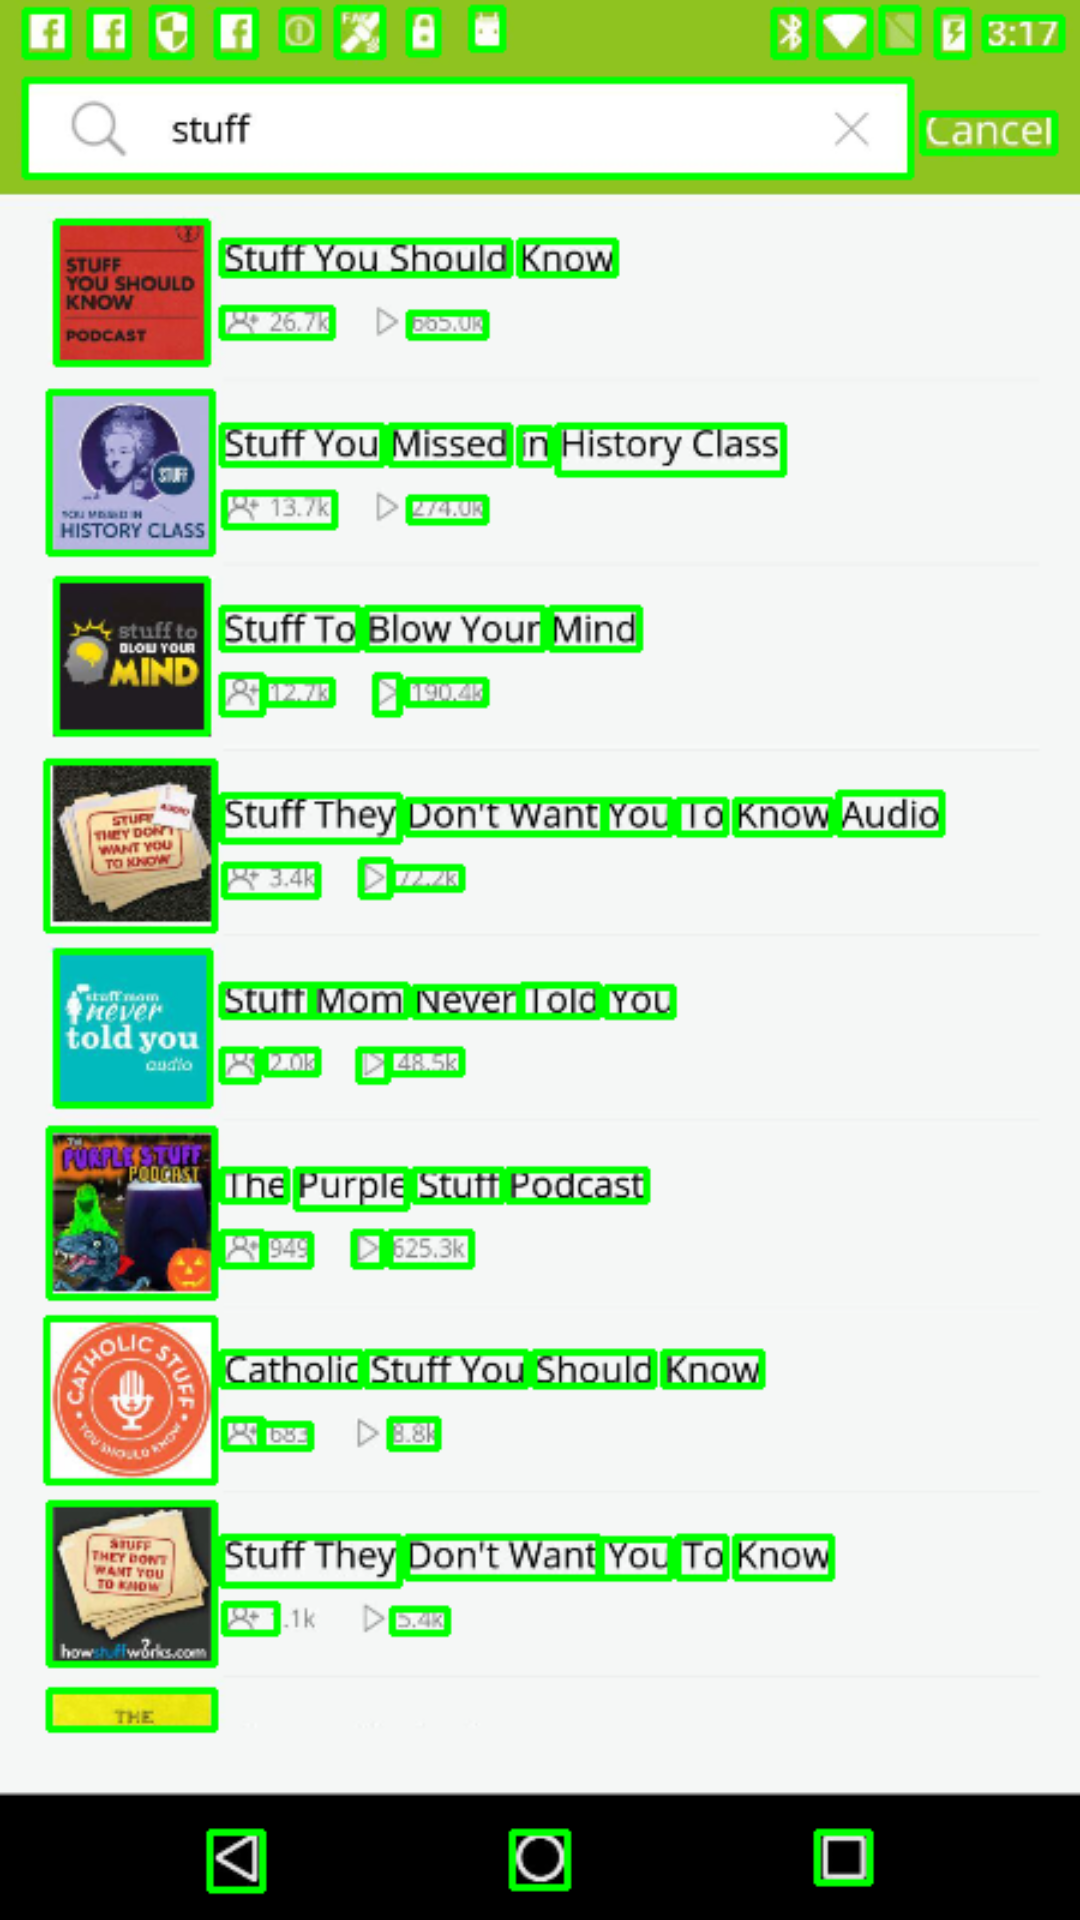 FAKE
3:17
stuff
Cancel
STUFF
YOU SHOULD
KNOW
PODCAST
Stuff You Should Know
26.7k 665.0k
STUFF
YOU MISSED IN
HISTORY CLASS
Stuff You Missed in History Class
13.7k 274.0k
stuff to
BLOW YOUR
MIND
Stuff To Blow Your Mind
12.7k 190.4k
AUDIO
STUFF
THEY DON'T
WANT YOU
TO KNOW
Stuff They Don't Want You To Know Audio
3.4k 72.2k
stuff mom
never
told you
audio
Stuff Mom Never Told You
2.0k 48.5k
THE
PURPLE STUFF
PODCAST
The Purple Stuff Podcast
949 625.3k
CATHOLIC STUFF
YOU SHOULD KNOW
Catholic Stuff You Should Know
683 8.8k
STUFF
THEY DON'T
WANT YOU
TO KNOW
howstuffworks.com
Stuff They Don't Want You To Know
1.1k 5.4k
THE